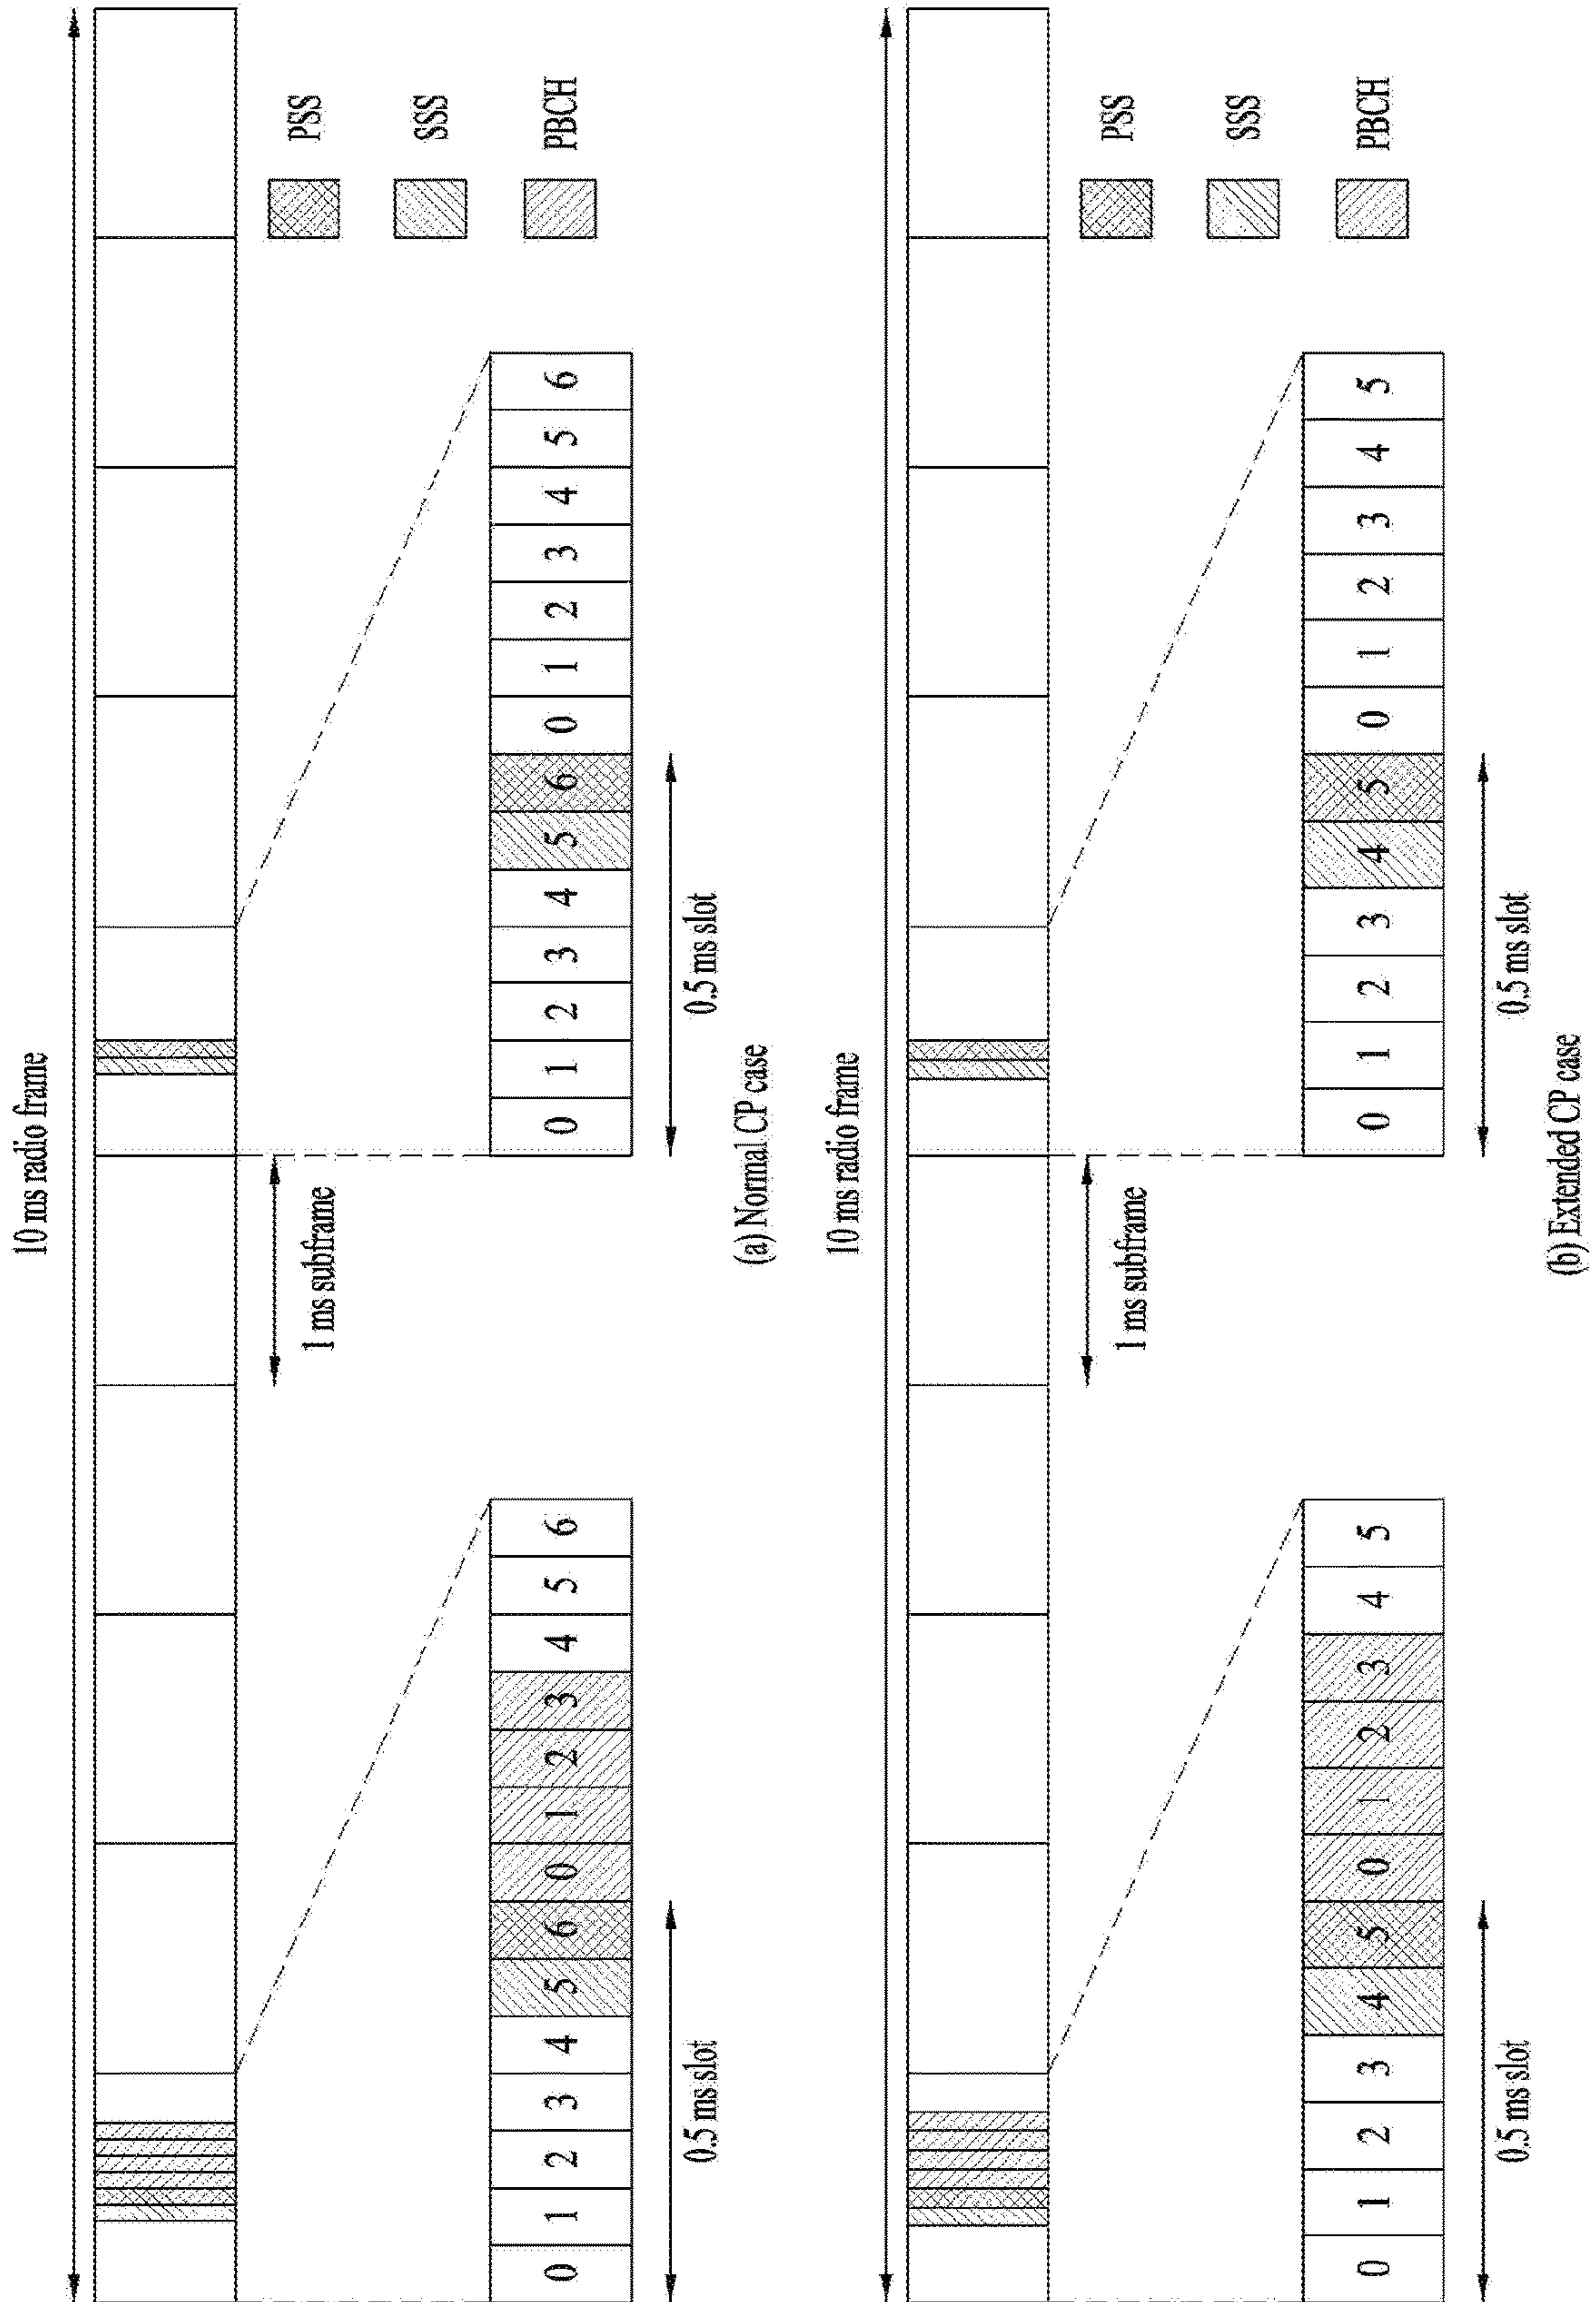 10 ms radio frame
1 ms subframe
PSS
SSS
PBCH
0 1 2 3 4 5 6 0 1 2 3 4 5 6
0 1 2 3 4 5 6 0 1 2 3 4 5 6
0.5 ms slot
0.5 ms slot
(a) Normal CP case
10 ms radio frame
1 ms subframe
PSS
SSS
PBCH
0 1 2 3 4 5 0 1 2 3 4 5
0 1 2 3 4 5 0 1 2 3 4 5
0.5 ms slot
0.5 ms slot
(b) Extended CP case